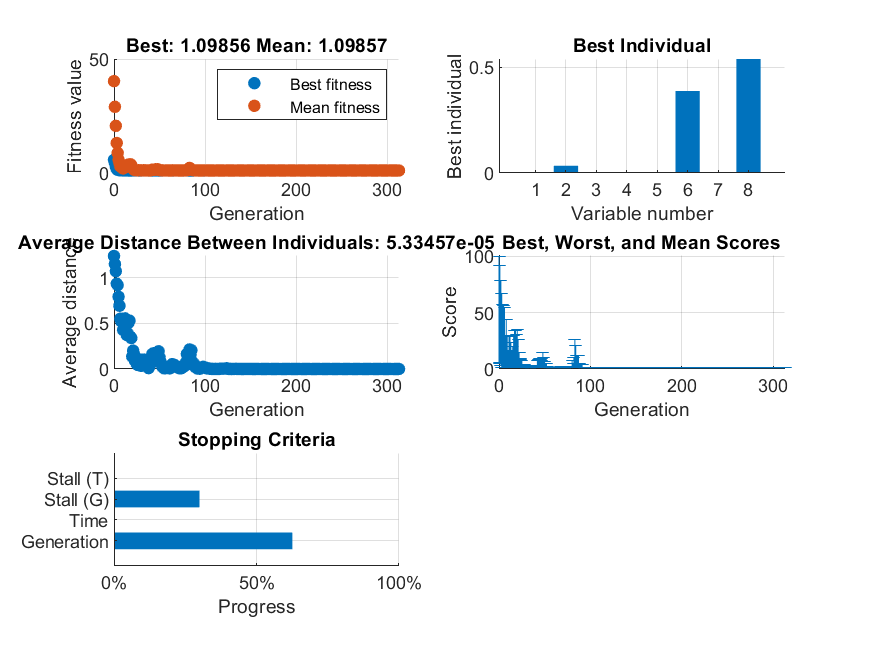 Best: 1.09856 Mean: 1.09857
Fitness value
50
0
Best fitness
Mean fitness
0 100 200 300
Generation
Best Individual
Best individual
0.5
0
1 2 3 4 5 6 7 8
Variable number
Average Distance Between Individuals: 5.33457e-05
Average distance
1
0.5
0
0 100 200 300
Generation
Best, Worst, and Mean Scores
Score
100
50
0
0 100 200 300
Generation
Stopping Criteria
Stall (T)
Stall (G)
Time
Generation
0% 50% 100%
Progress